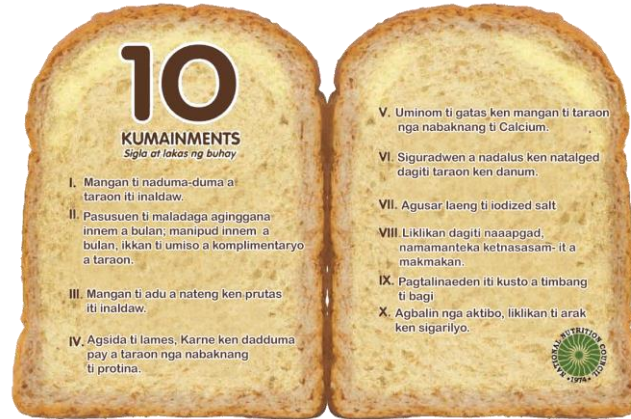 10
KUMAINMENTS
Sigla at lakas ng buhay
I. Mangan ti naduma-duma a
taraon iti inaldaw.
II. Pasusuen ti maladaga aginggana
innem a bulan; manipud innem a
bulan, ikkan ti umiso a komplimentaryo
a taraon.
III. Mangan ti adu a nateng ken prutas
iti inaldaw.
IV. Agsida ti lames, Karne ken dadduma
pay a taraon nga nabaknang
ti protina.
V. Uminom ti gatas ken mangan ti taraon
nga nabaknang ti Calcium.
VI. Siguradwen a nadalus ken natalged
dagiti taraon ken danum.
VII. Agusar laeng ti iodized salt
VIII. Liklikan dagiti naaapgad,
namamanteka ketnasasam- it a
makmakan.
IX. Pagtalinaeden iti kusto a timbang
ti bagi
X. Agbalin nga aktibo, liklikan ti arak
ken sigarilyo.
NATIONAL NUTRITION COUNCIL
•1974•